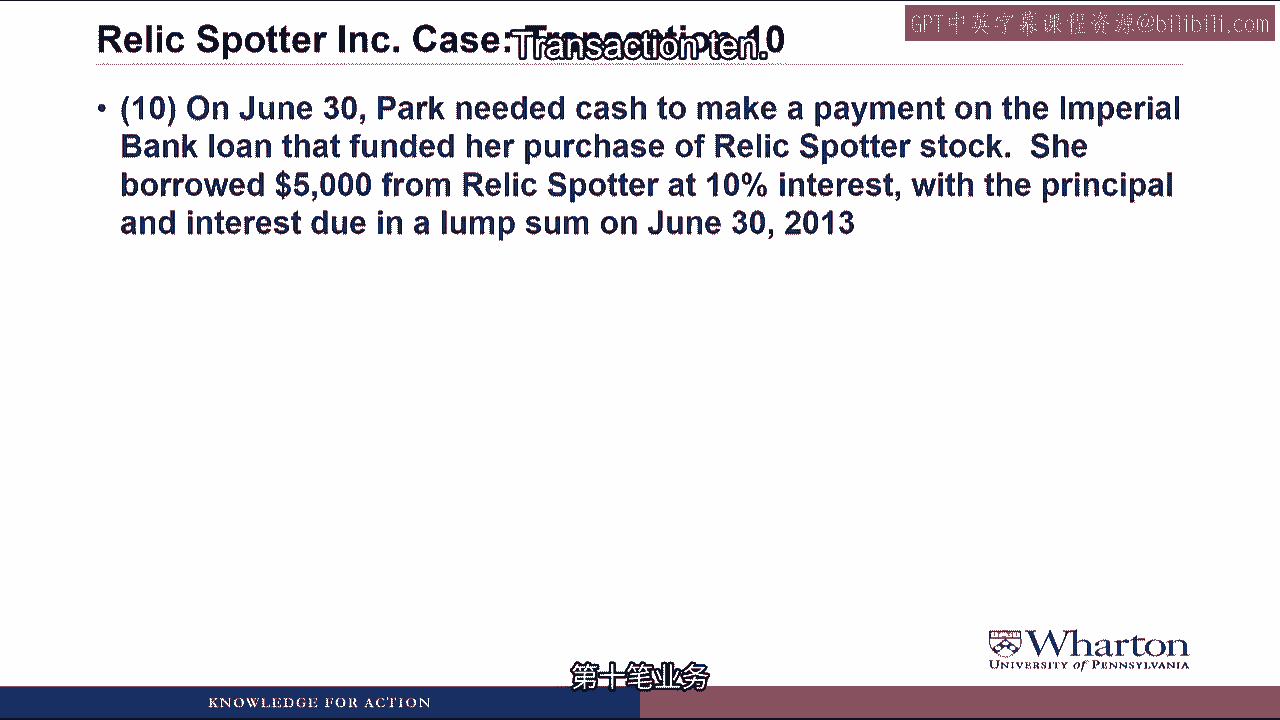 Relic Spotter Inc. Case: Transaction 10
Transaction ten.
GPT中英字幕课程资源@bilibili.com
• (10) On June 30, Park needed cash to make a payment on the Imperial
Bank loan that funded her purchase of Relic Spotter stock. She
borrowed $5,000 from Relic Spotter at 10% interest, with the principal
and interest due in a lump sum on June 30, 2013
Wharton
UNIVERSITY of PENNSYLVANIA
第十笔业务
KNOWLEDGE FOR ACTION